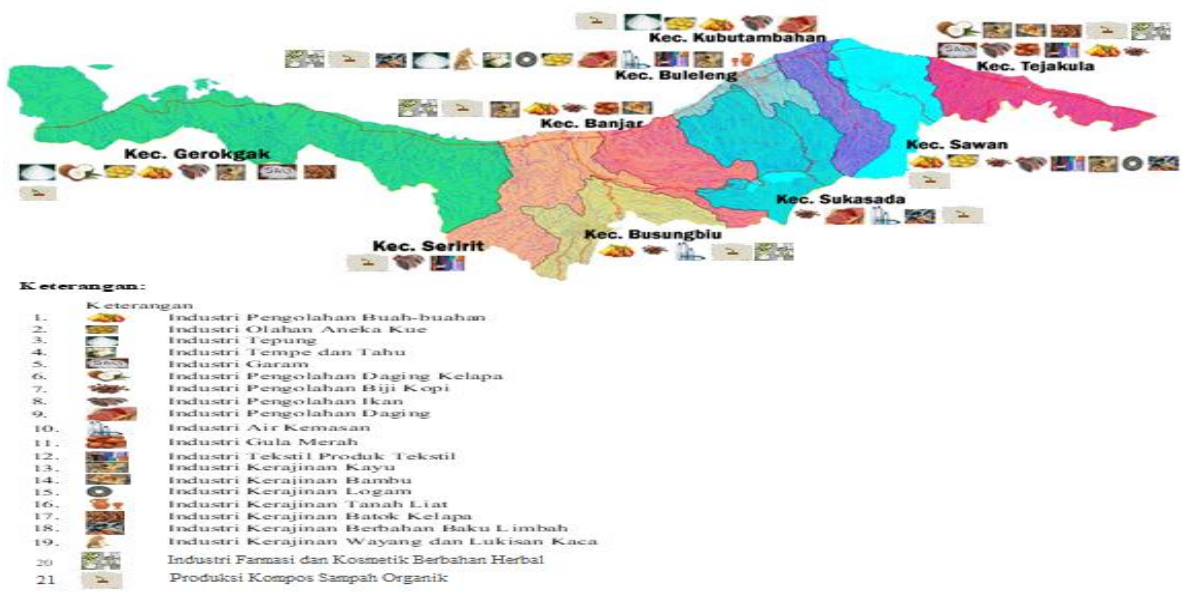 Kec. Kubutambahan
Kec. Buleleng
Kec. Tejakula
Kec. Banjar
Kec. Gerokgak
Kec. Sawan
Kec. Sukasada
Kec. Busungbiu
Kec. Seririt
Keterangan:
Keterangan
1. Industri Pengolahan Buah-buahan
2. Industri Olahan Aneka Kue
3. Industri Tepung
4. Industri Tempe dan Tahu
5. Industri Garam
6. Industri Pengolahan Daging Kelapa
7. Industri Pengolahan Biji Kopi
8. Industri Pengolahan Ikan
9. Industri Pengolahan Daging
10. Industri Air Kemasan
11. Industri Gula Merah
12. Industri Tekstil Produk Tekstil
13. Industri Kerajinan Kayu
14. Industri Kerajinan Bambu
15. Industri Kerajinan Logam
16. Industri Kerajinan Tanah Liat
17. Industri Kerajinan Batok Kelapa
18. Industri Kerajinan Berbahan Baku Limbah
19. Industri Kerajinan Wayang dan Lukisan Kaca
20 Industri Farmasi dan Kosmetik Berbahan Herbal
21 Produksi Kompos Sampah Organik